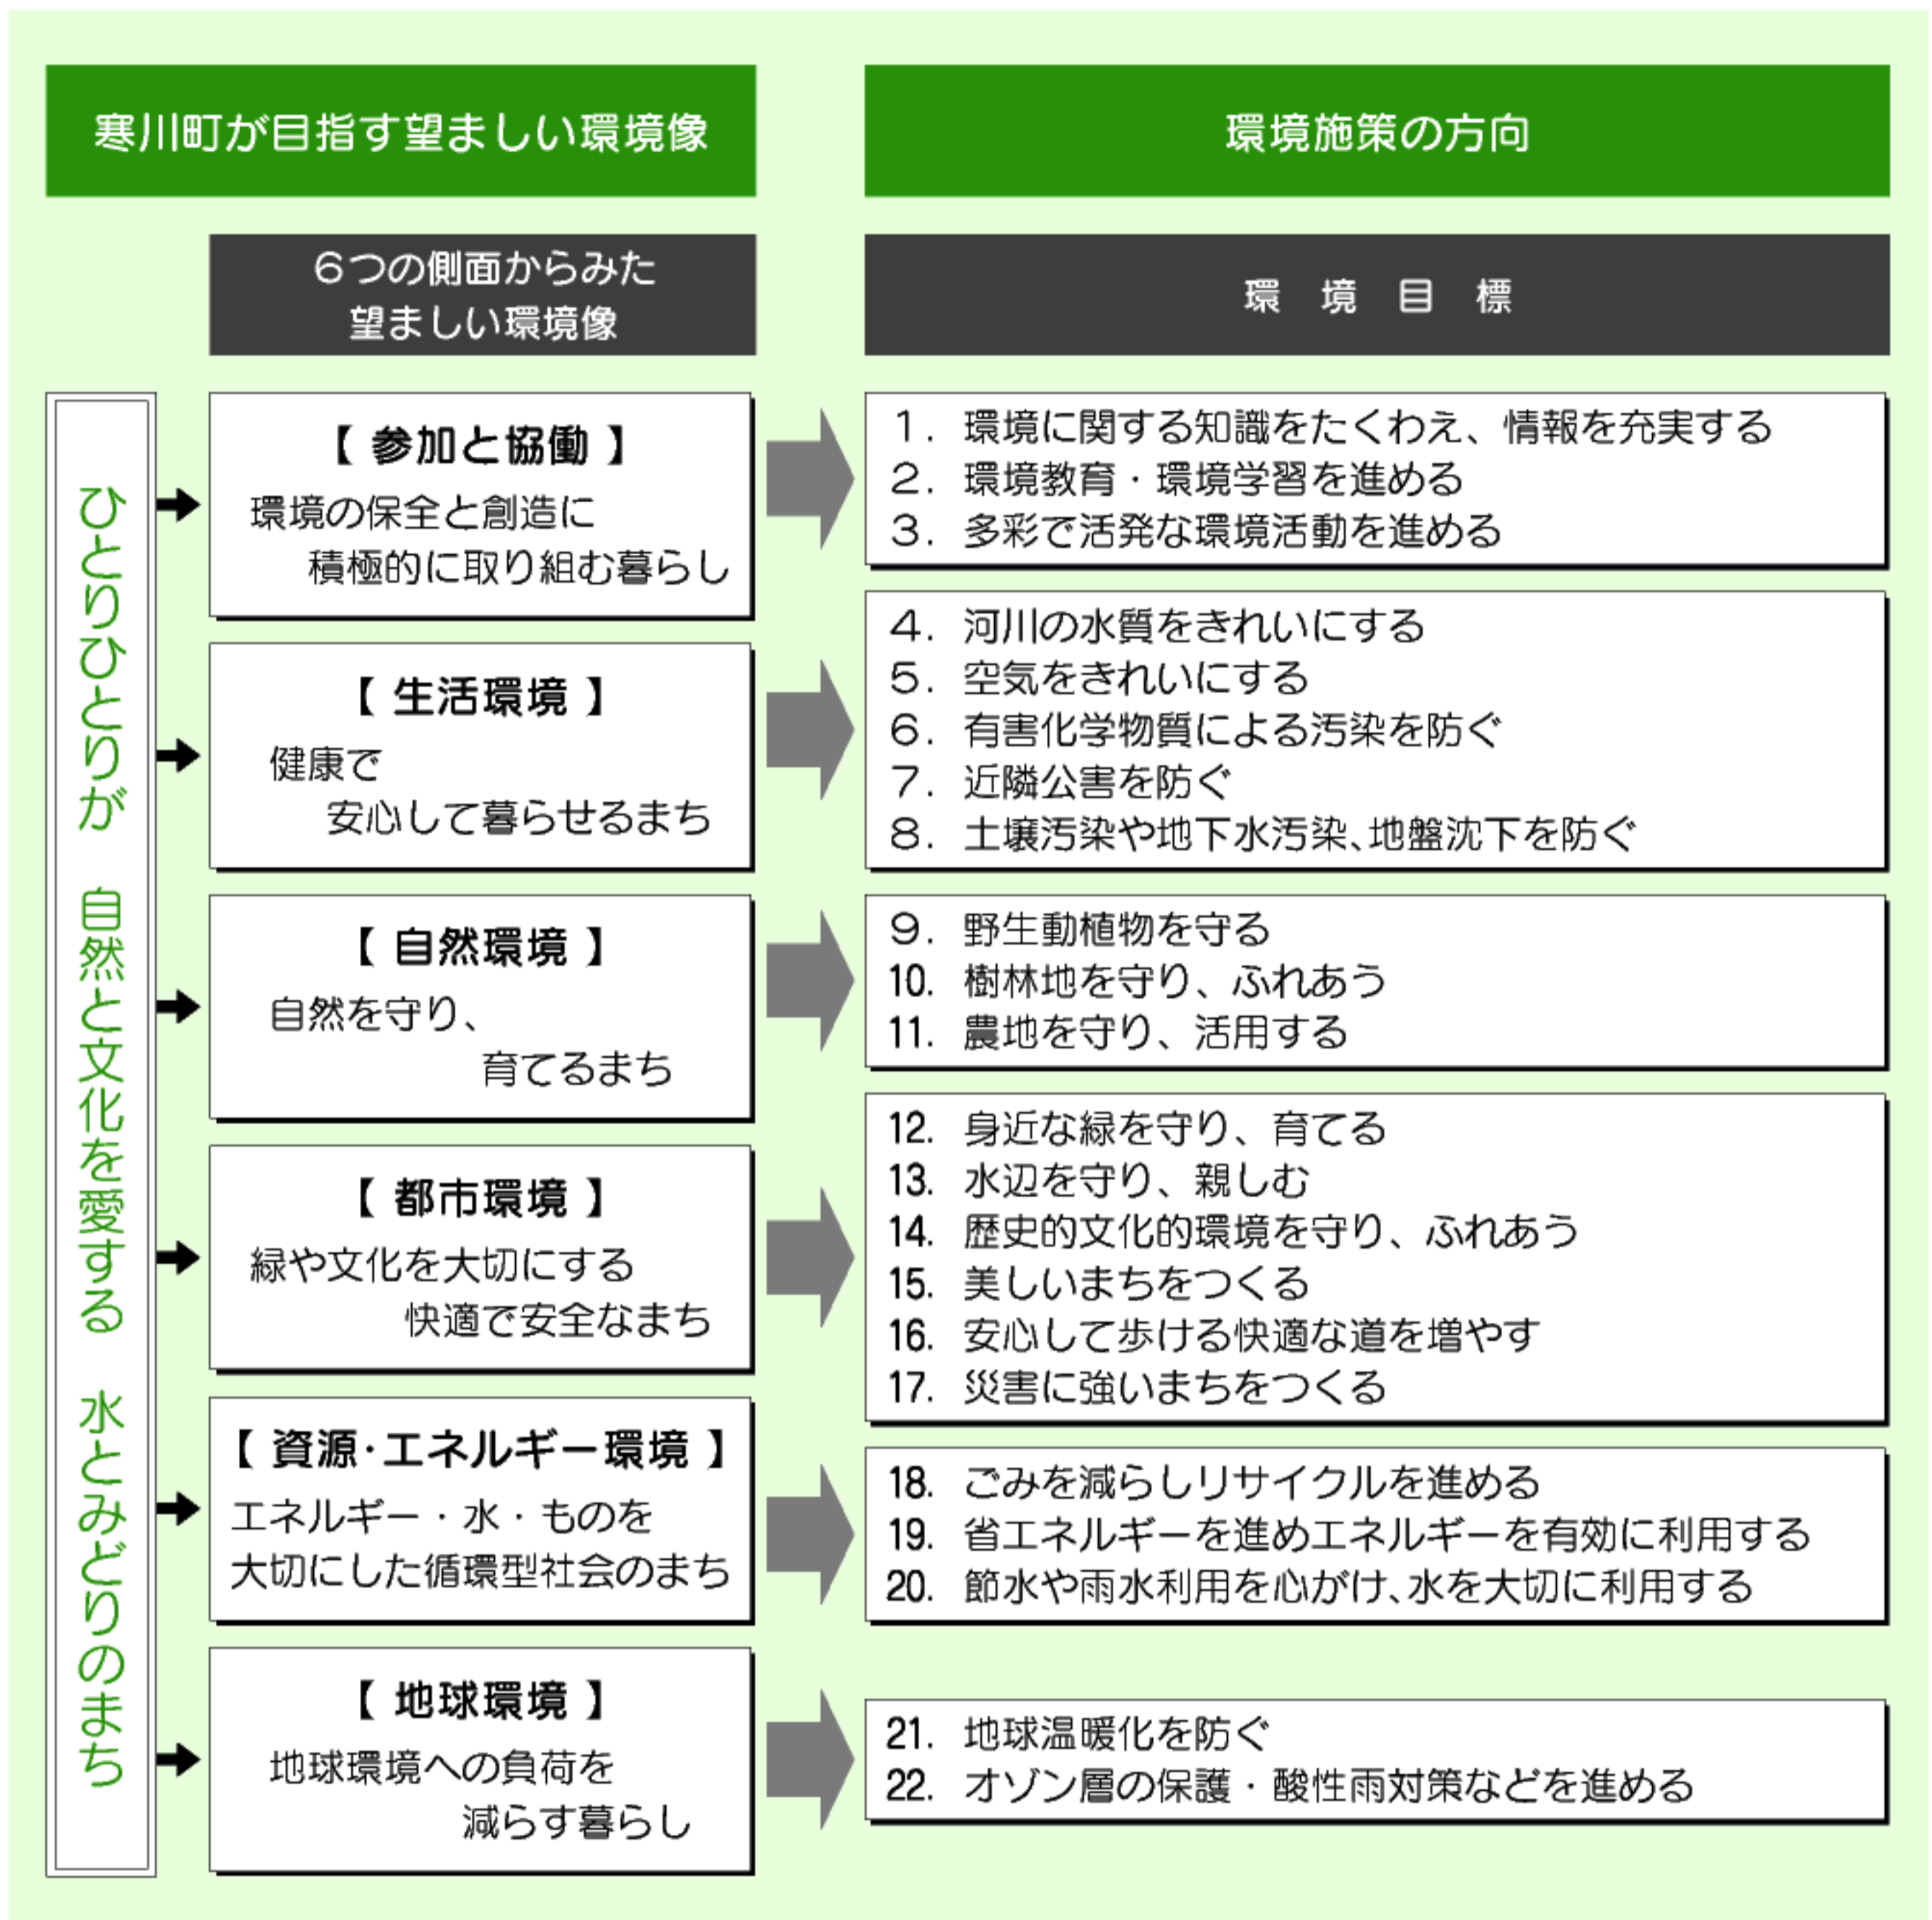 寒川町が目指す望ましい環境像
環境施策の方向
6つの側面からみた
望ましい環境像
環　境　目　標
ひとりひとりが　自然と文化を愛する　水とみどりのまち
【 参加と協働 】
環境の保全と創造に
積極的に取り組む暮らし
1. 環境に関する知識をたくわえ、情報を充実する
2. 環境教育・環境学習を進める
3. 多彩で活発な環境活動を進める
【 生活環境 】
健康で
安心して暮らせるまち
4. 河川の水質をきれいにする
5. 空気をきれいにする
6. 有害化学物質による汚染を防ぐ
7. 近隣公害を防ぐ
8. 土壌汚染や地下水汚染、地盤沈下を防ぐ
【 自然環境 】
自然を守り、
育てるまち
9. 野生動植物を守る
10. 樹林地を守り、ふれあう
11. 農地を守り、活用する
【 都市環境 】
緑や文化を大切にする
快適で安全なまち
12. 身近な緑を守り、育てる
13. 水辺を守り、親しむ
14. 歴史的文化的環境を守り、ふれあう
15. 美しいまちをつくる
16. 安心して歩ける快適な道を増やす
17. 災害に強いまちをつくる
【 資源・エネルギー環境 】
エネルギー・水・ものを
大切にした循環型社会のまち
18. ごみを減らしリサイクルを進める
19. 省エネルギーを進めエネルギーを有効に利用する
20. 節水や雨水利用を心がけ、水を大切に利用する
【 地球環境 】
地球環境への負荷を
減らす暮らし
21. 地球温暖化を防ぐ
22. オゾン層の保護・酸性雨対策などを進める